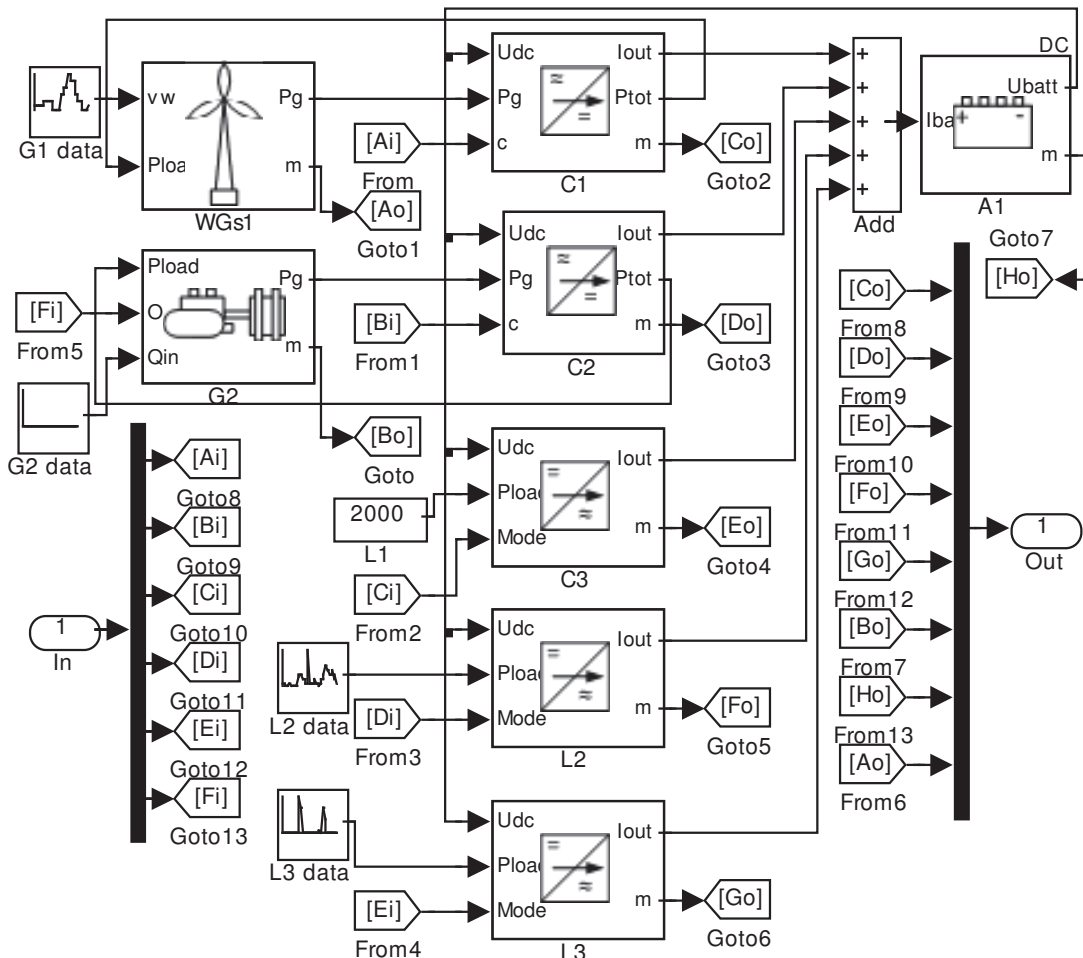 G1 data
vw
Ploa
Pg
m
WGs1
[Ai]
From
[Ao]
Goto1
Udc
Pg
c
Iout
Ptot
m
≈
=
C1
[Co]
Goto2
+
+
+
+
+
Add
DC
Iba
Ubatt
m
+
-
A1
Goto7
[Ho]
[Fi]
From5
Pload
O
Qin
Pg
m
G2
G2 data
[Bi]
From1
Udc
Pg
c
Iout
Ptot
m
≈
=
C2
[Do]
Goto3
[Bo]
Goto
1
In
[Ai]
Goto8
[Bi]
Goto9
[Ci]
Goto10
[Di]
Goto11
[Ei]
Goto12
[Fi]
Goto13
2000
L1
[Ci]
From2
Udc
Pload
Mode
Iout
m
=
≈
C3
[Eo]
Goto4
L2 data
[Di]
From3
Udc
Pload
Mode
Iout
m
=
≈
L2
[Fo]
Goto5
L3 data
[Ei]
From4
Udc
Pload
Mode
Iout
m
=
≈
L3
[Go]
Goto6
[Co]
From8
[Do]
From9
[Eo]
From10
[Fo]
From11
[Go]
From12
[Bo]
From7
[Ho]
From13
[Ao]
From6
1
Out